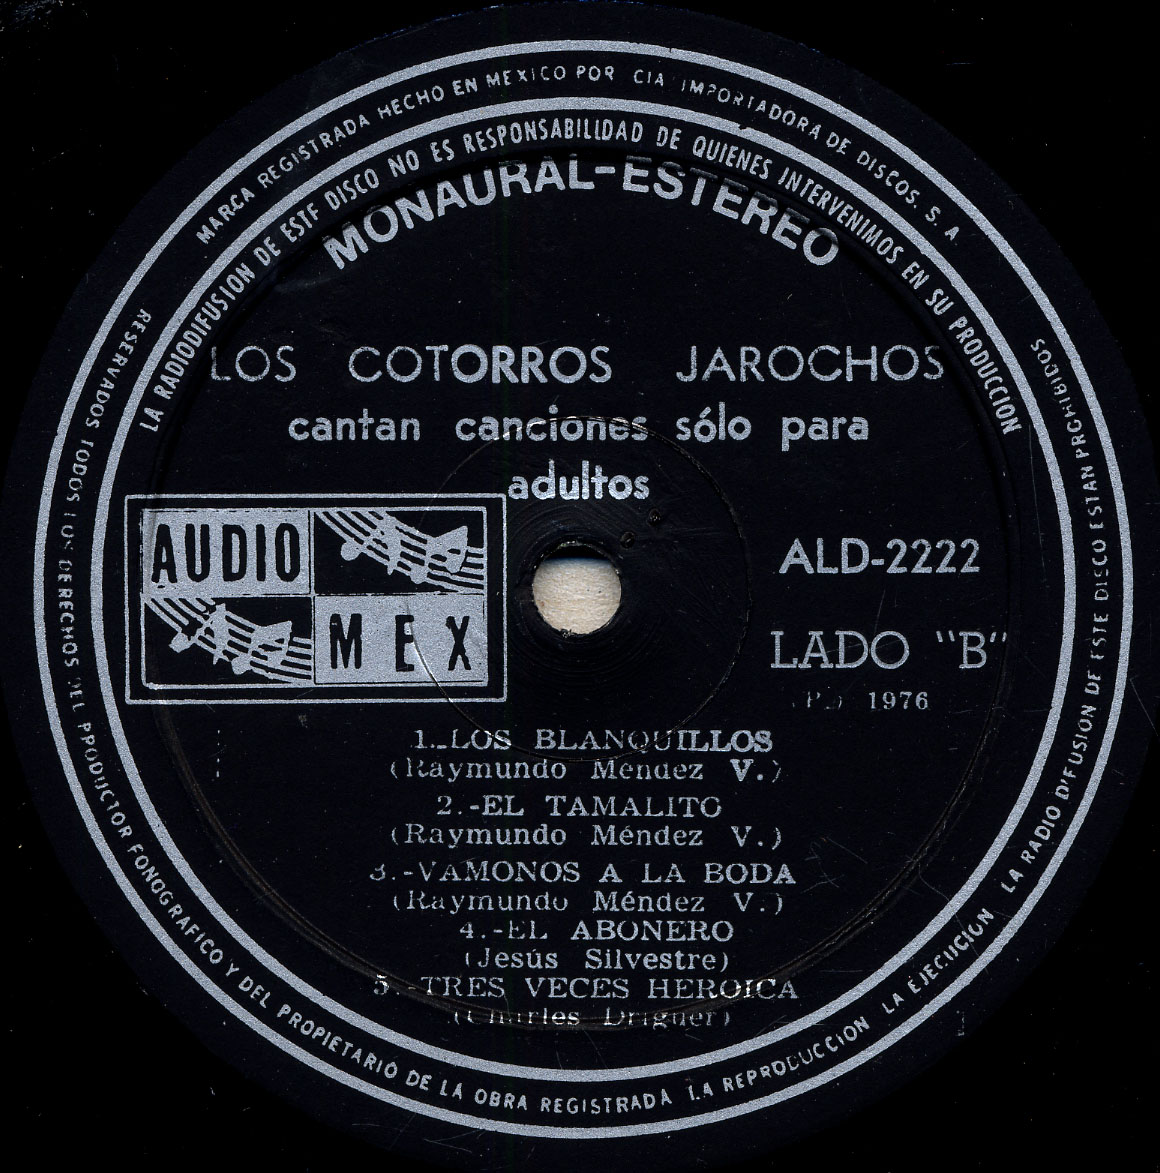 MARCA REGISTRADA HECHO EN MEXICO POR CIA IMPORTADORA DE DISCOS. S. A
LA RADIODIFUSION DE ESTE DISCO NO ES RESPONSABILIDAD DE QUIENES INTERVENIMOS EN SU PRODUCCION
MONAURAL-ESTEREO
LOS COTORROS JAROCHOS
cantan canciones sólo para
adultos
AUDIO
MEX
ALD-2222
LADO "B"
(P.) 1976
1.-LOS BLANQUILLOS
(Raymundo Méndez V.)
2.-EL TAMALITO
(Raymundo Méndez V.)
3.-VAMONOS A LA BODA
(Raymundo Méndez V.)
4.-EL ABONERO
(Jesús Silvestre)
5.-TRES VECES HEROICA
(Charles Driguer)
RESERVADOS TODOS LOS DERECHOS DEL PRODUCTOR FONOGRAFICO Y DEL PROPIETARIO DE LA OBRA REGISTRADA LA REPRODUCCION LA EJECUCION LA RADIO DIFUSION DE ESTE DISCO ESTAN PROHIBIDOS